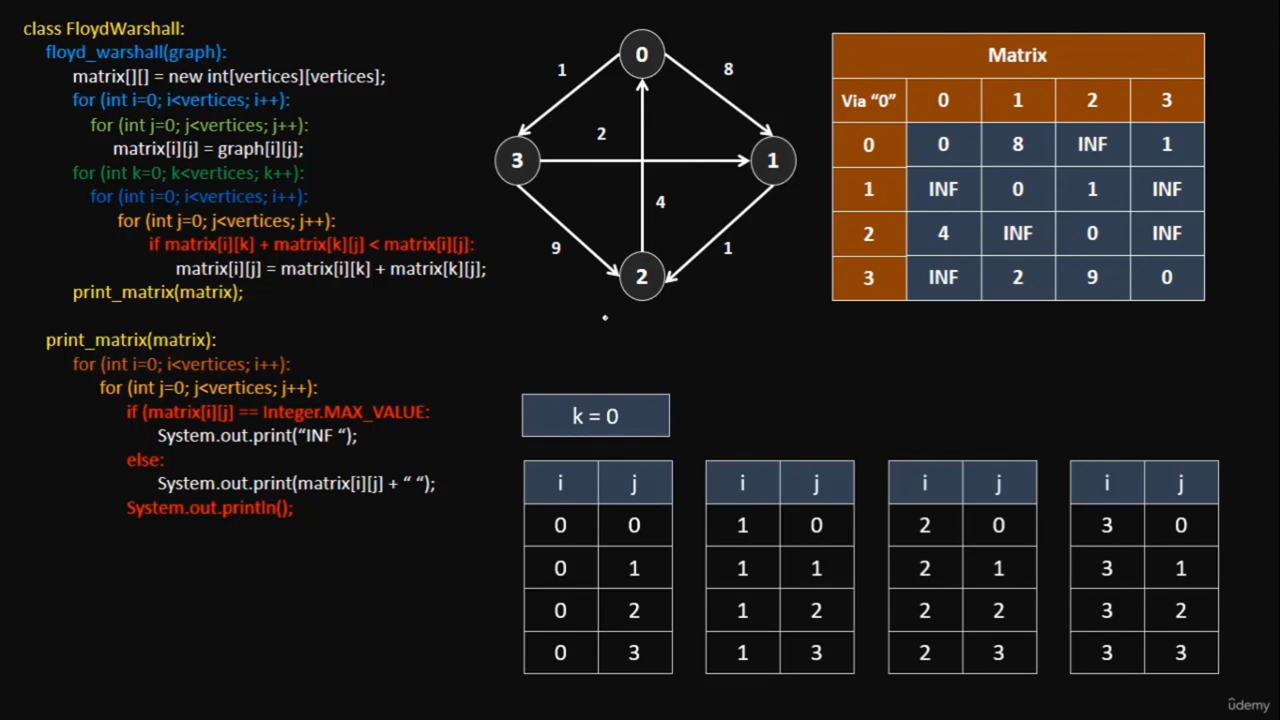 class FloydWarshall:
floyd_warshall(graph):
matrix[][] = new int[vertices][vertices];
for (int i=0; i<vertices; i++):
for (int j=0; j<vertices; j++):
matrix[i][j] = graph[i][j];
for (int k=0; k<vertices; k++):
for (int i=0; i<vertices; i++):
for (int j=0; j<vertices; j++):
if matrix[i][k] + matrix[k][j] < matrix[i][j]:
matrix[i][j] = matrix[i][k] + matrix[k][j];
print_matrix(matrix);
print_matrix(matrix):
for (int i=0; i<vertices; i++):
for (int j=0; j<vertices; j++):
if (matrix[i][j] == Integer.MAX_VALUE:
System.out.print(“INF “);
else:
System.out.print(matrix[i][j] + “ “);
System.out.println();
0
1 8
2
3 1
4
9 1
2
Matrix
Via “0” 0 1 2 3
0 0 8 INF 1
1 INF 0 1 INF
2 4 INF 0 INF
3 INF 2 9 0
k = 0
i j i j i j i j
0 0 1 0 2 0 3 0
0 1 1 1 2 1 3 1
0 2 1 2 2 2 3 2
0 3 1 3 2 3 3 3
ûdemy